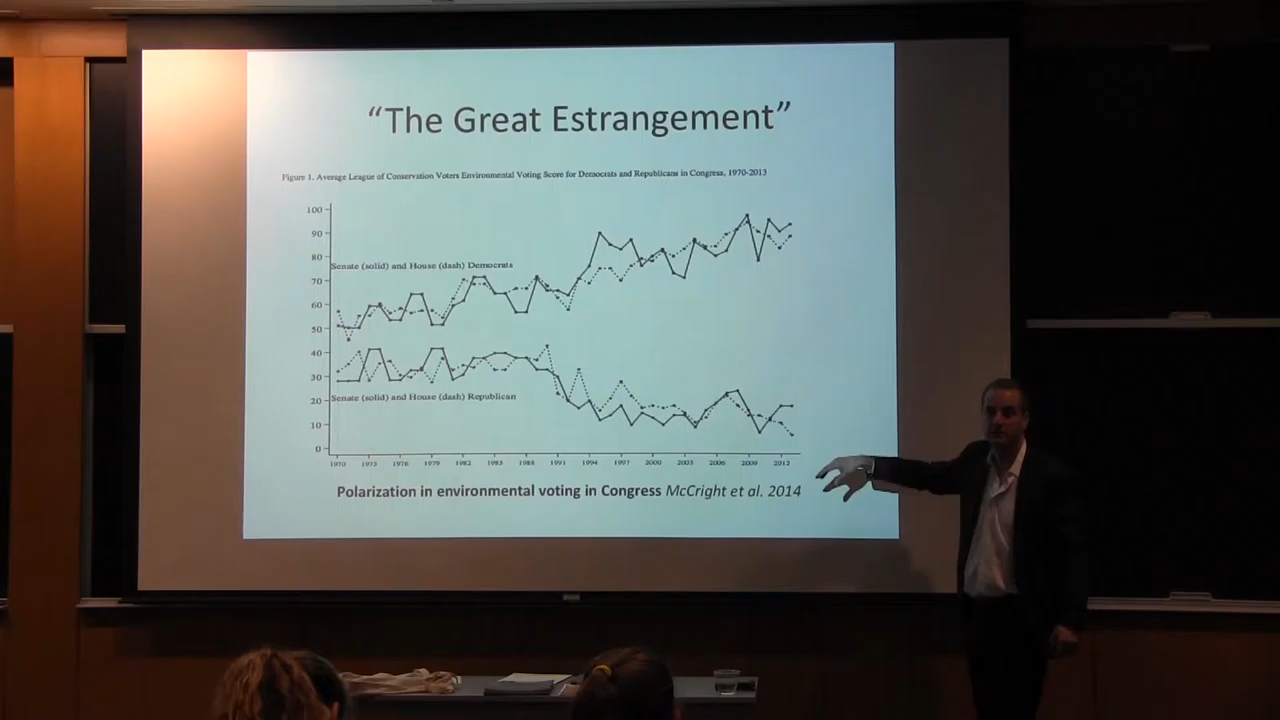 “The Great Estrangement”
Figure 1. Average League of Conservation Voters Environmental Voting Score for Democrats and Republicans in Congress, 1970-2013
100
90
80
Senate (solid) and House (dash) Democrats
70
60
50
40
30
20
Senate (solid) and House (dash) Republican
10
0
1970 1973 1976 1979 1982 1985 1988 1991 1994 1997 2000 2003 2006 2009 2012
Polarization in environmental voting in Congress McCright et al. 2014